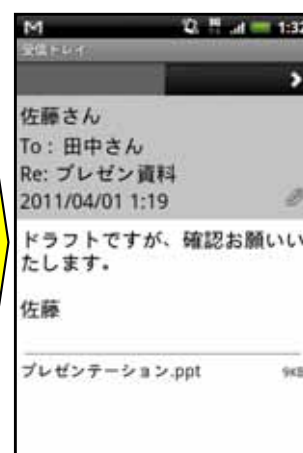 1:32
受信トレイ
佐藤さん
To：田中さん
Re: プレゼン資料
2011/04/01 1:19
ドラフトですが、確認お願いい
たします。
佐藤
プレゼンテーション.ppt 9KB